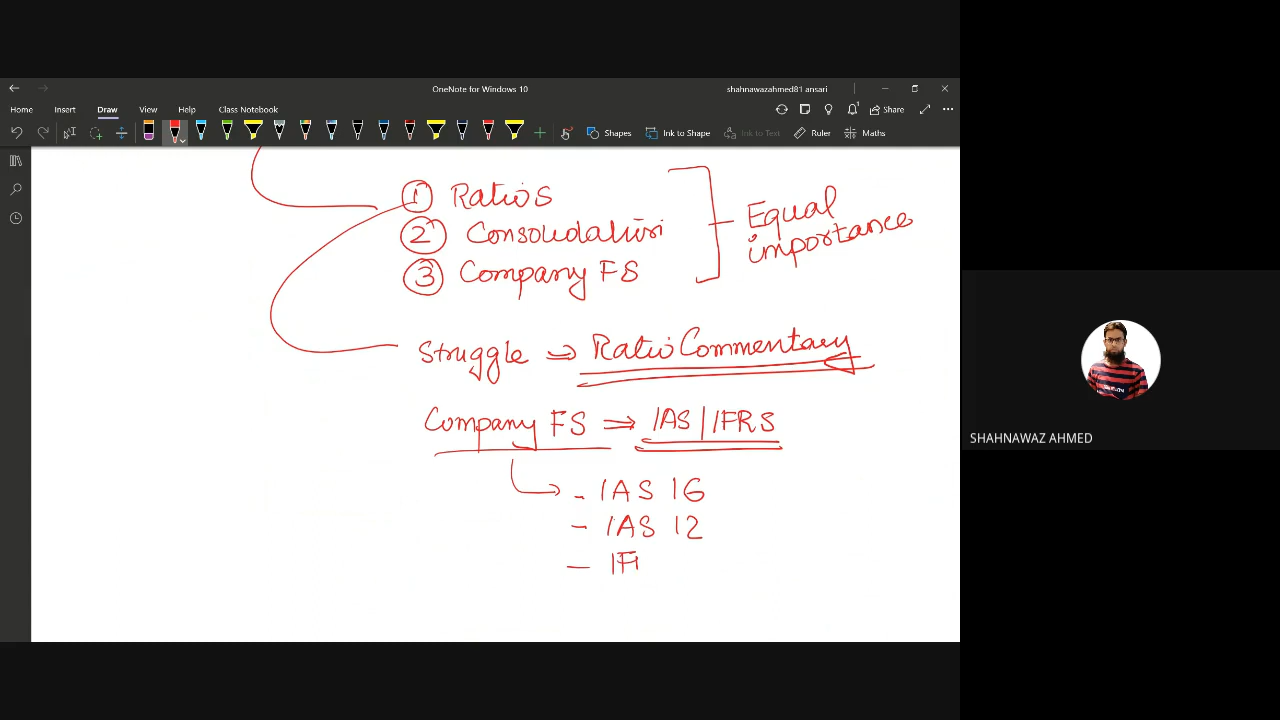 OneNote for Windows 10
shahnawazahmed81 ansari
Home Insert Draw View Help Class Notebook
Share
Shapes Ink to Shape Ink to Text Ruler Maths
1 Ratios
2 Consolidation
3 Company FS
Equal
importance
Struggle ⇒ Ratio Commentary
Company FS ⇒ IAS | IFRS
- IAS 16
- IAS 12
- IF
SHAHNAWAZ AHMED